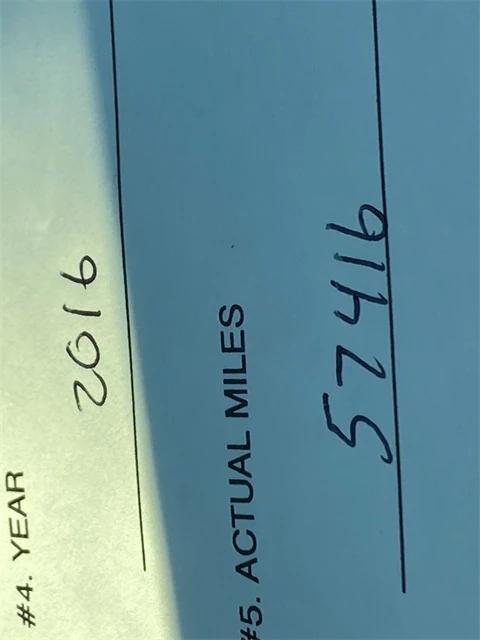 #4. YEAR
2016
#5. ACTUAL MILES
57416